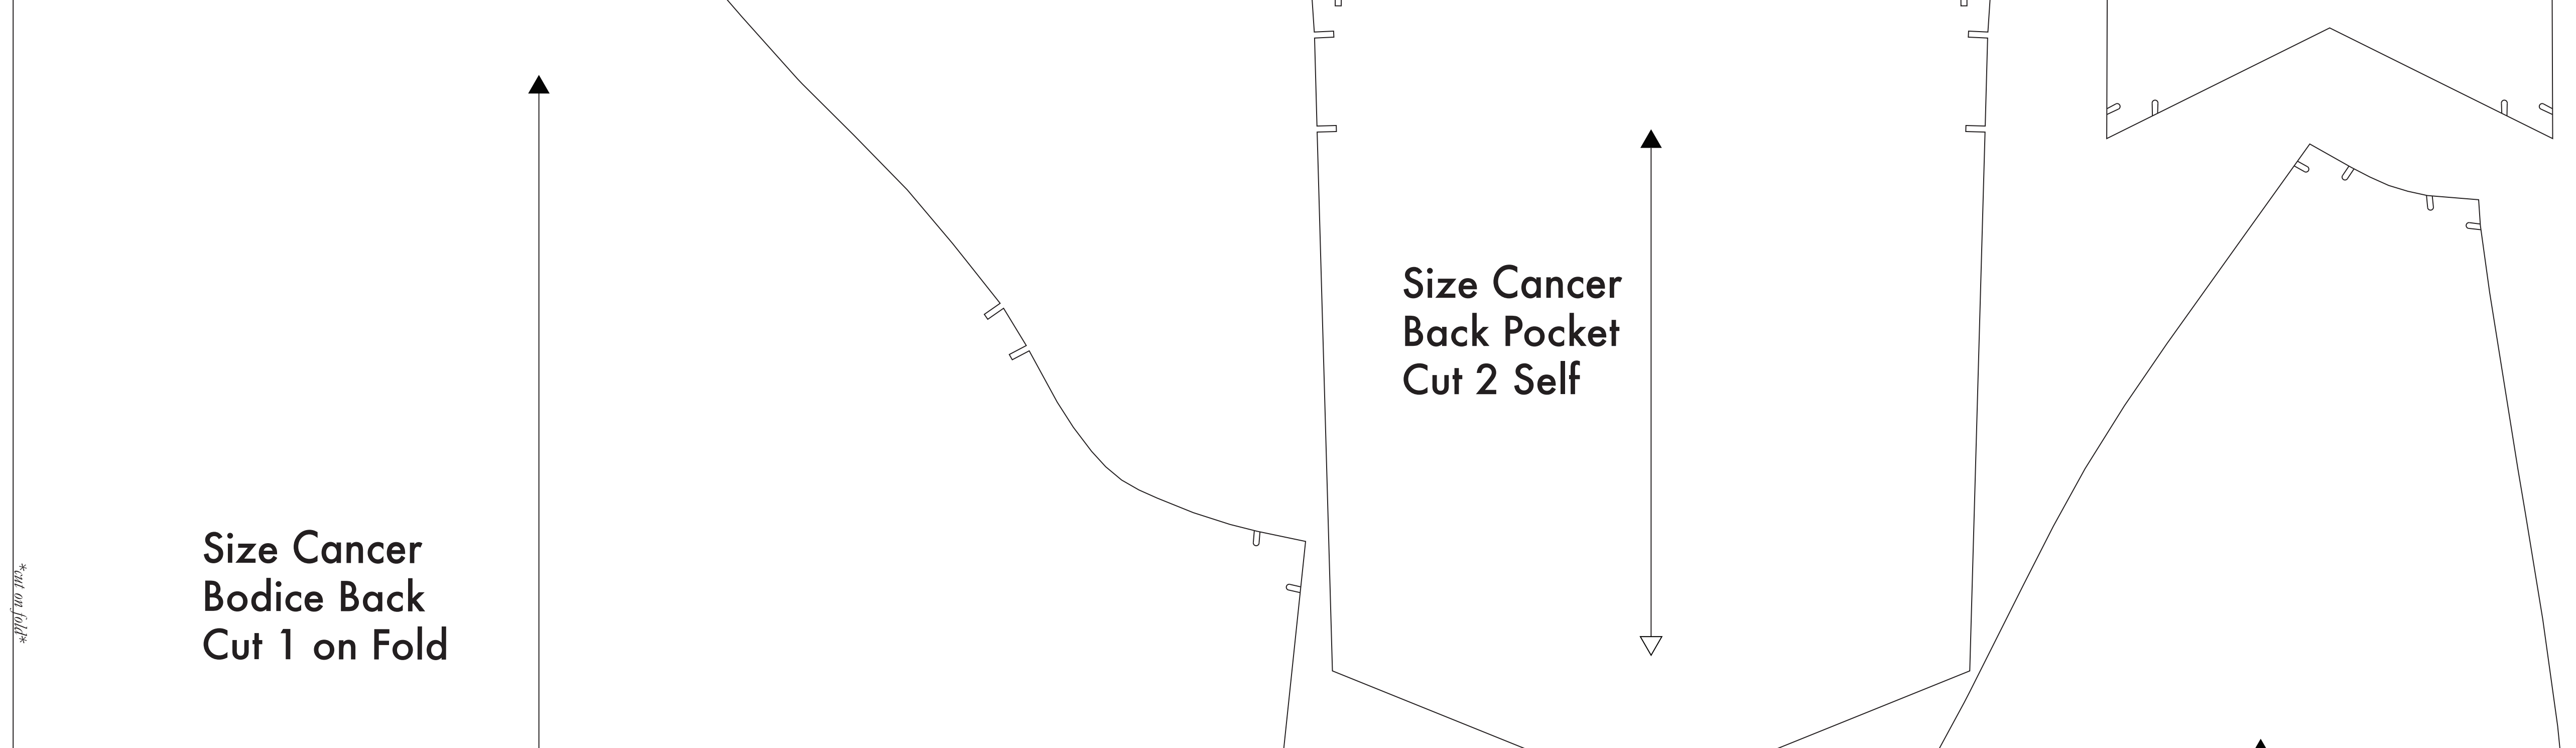 Size Cancer
Bodice Back
Cut 1 on Fold
*cut on fold*
Size Cancer
Back Pocket
Cut 2 Self